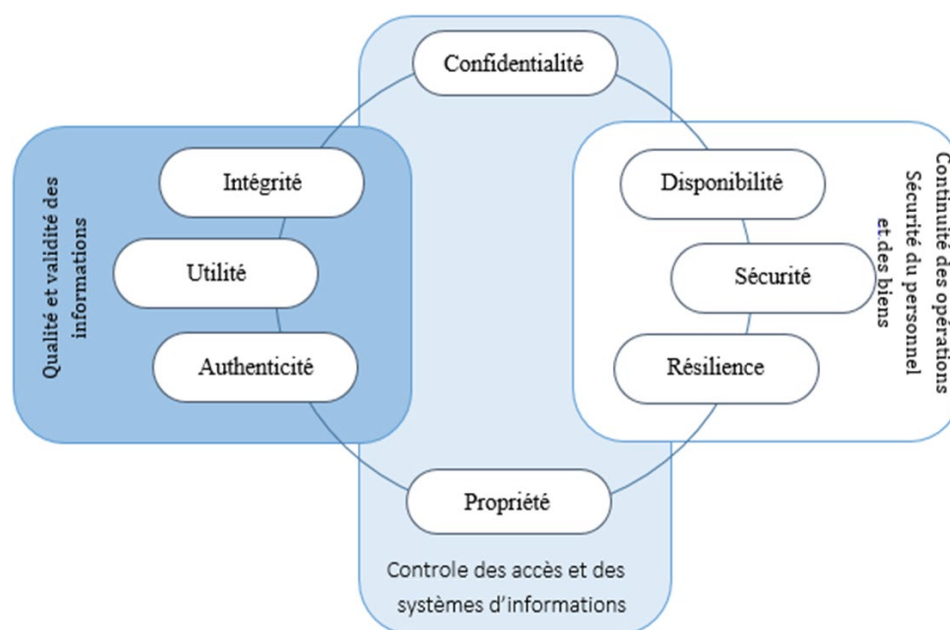 Confidentialité
Intégrité
Utilité
Authenticité
Qualité et validité des
informations
Disponibilité
Sécurité
Résilience
Continuité des opérations
Sécurité du personnel
et des biens
Propriété
Controle des accès et des
systèmes d’informations